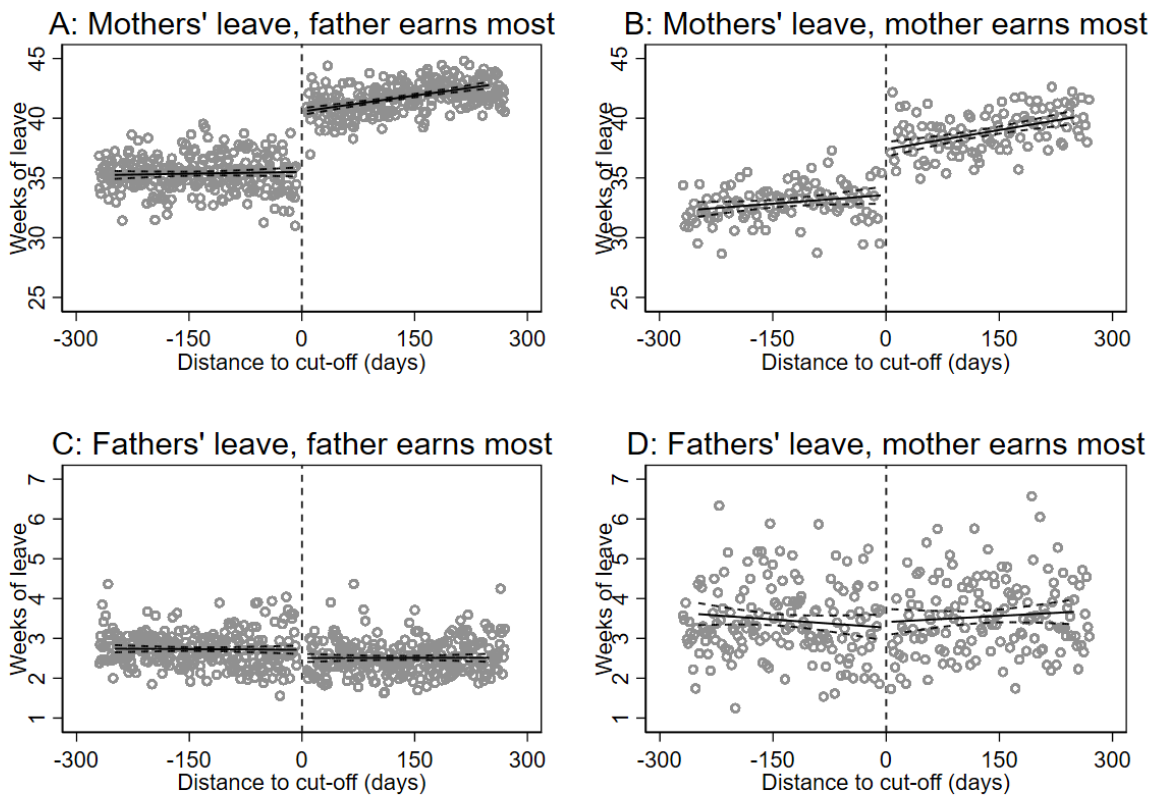 A: Mothers' leave, father earns most
Weeks of leave
45
40
35
30
25
-300 -150 0 150 300
Distance to cut-off (days)
B: Mothers' leave, mother earns most
Weeks of leave
45
40
35
30
25
-300 -150 0 150 300
Distance to cut-off (days)
C: Fathers' leave, father earns most
Weeks of leave
7
6
5
4
3
2
1
-300 -150 0 150 300
Distance to cut-off (days)
D: Fathers' leave, mother earns most
Weeks of leave
7
6
5
4
3
2
1
-300 -150 0 150 300
Distance to cut-off (days)